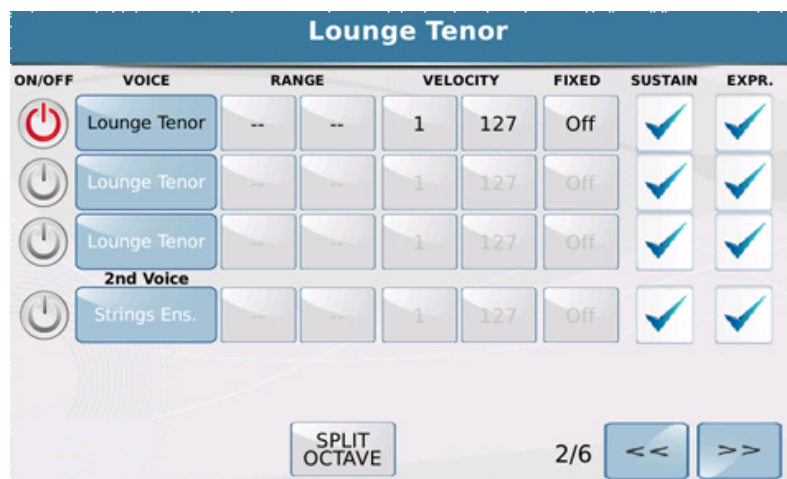 Lounge Tenor
ON/OFF VOICE RANGE VELOCITY FIXED SUSTAIN EXPR.
Lounge Tenor -- -- 1 127 Off
Lounge Tenor -- -- 1 127 Off
Lounge Tenor -- -- 1 127 Off
2nd Voice
Strings Ens. -- -- 1 127 Off
SPLIT
OCTAVE 2/6 << >>